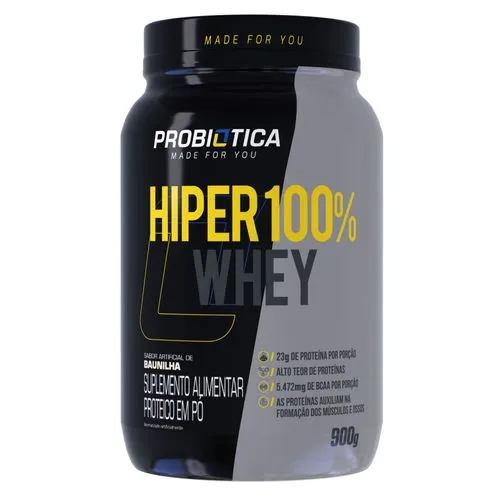 MADE FOR YOU
PROBIOTICA
MADE FOR YOU
HIPER 100%
WHEY
SABOR ARTIFICIAL DE
BAUNILHA
SUPLEMENTO ALIMENTAR
PROTEICO EM PÓ
Aromatizado artificialmente
23g DE PROTEÍNA POR PORÇÃO
ALTO TEOR DE PROTEÍNAS
5.472mg DE BCAA POR PORÇÃO
AS PROTEÍNAS AUXILIAM NA
FORMAÇÃO DOS MÚSCULOS E OSSOS
900g